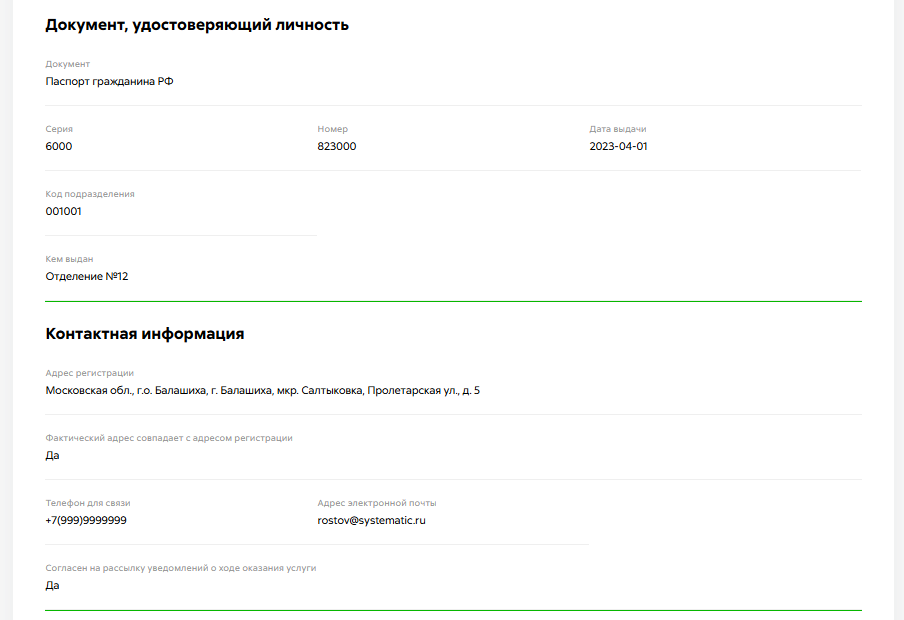 Документ, удостоверяющий личность
Документ
Паспорт гражданина РФ
Серия Номер Дата выдачи
6000 823000 2023-04-01
Код подразделения
001001
Кем выдан
Отделение №12
Контактная информация
Адрес регистрации
Московская обл., г.о. Балашиха, г. Балашиха, мкр. Салтыковка, Пролетарская ул., д. 5
Фактический адрес совпадает с адресом регистрации
Да
Телефон для связи Адрес электронной почты
+7(999)9999999 rostov@systematic.ru
Согласен на рассылку уведомлений о ходе оказания услуги
Да